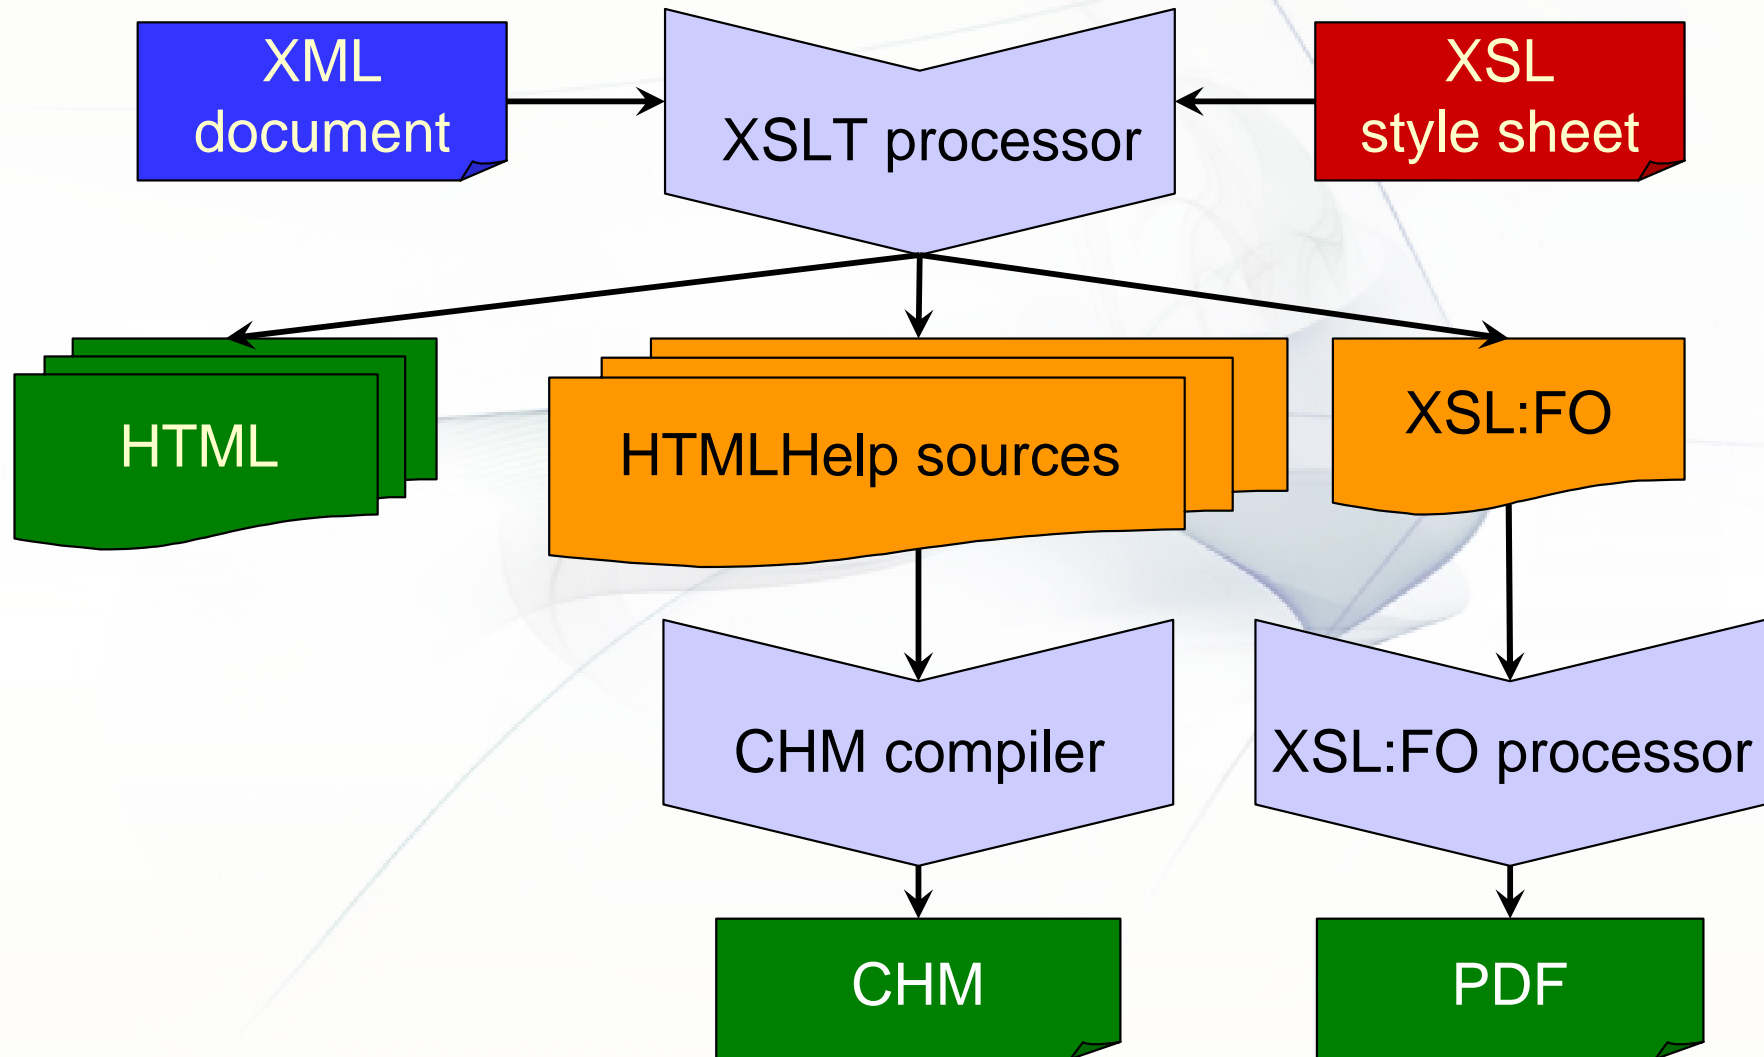 XML
document
XSLT processor
XSL
style sheet
HTML
HTMLHelp sources
XSL:FO
CHM compiler
XSL:FO processor
CHM
PDF